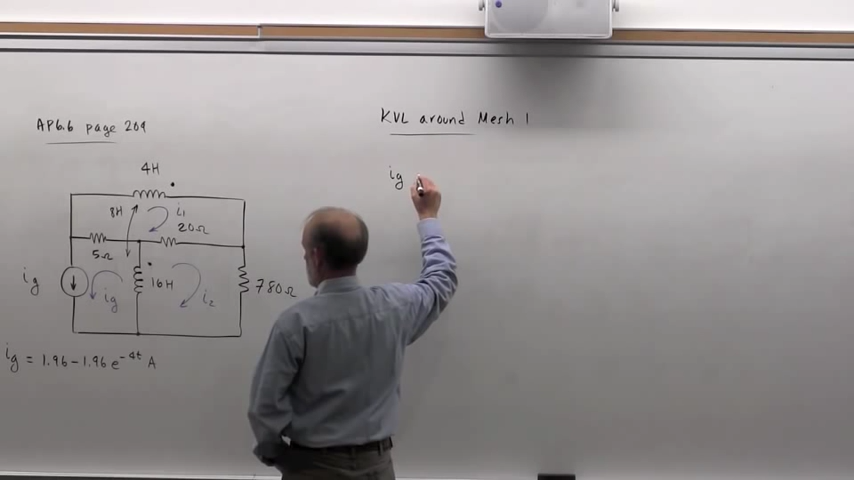 AP6.6 page 209
KVL around Mesh 1
4H
ig
8H
i1
20Ω
5Ω
ig
ig
16H
i2
780Ω
ig = 1.96 - 1.96 e^-4t A